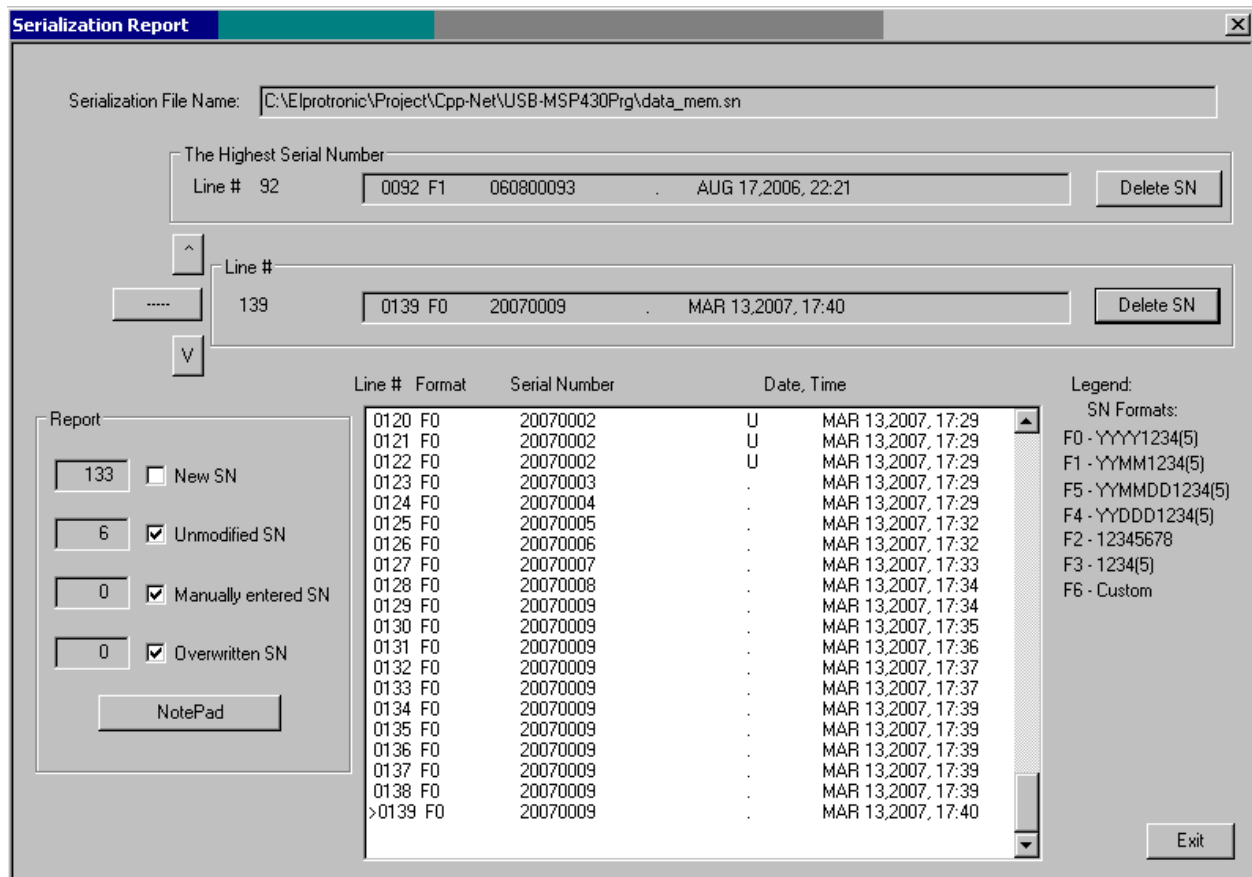 Serialization Report
Serialization File Name: C:\Elprotronic\Project\Cpp-Net\USB-MSP430Prg\data_mem.sn
The Highest Serial Number
Line # 92 0092 F1 060800093 . AUG 17,2006, 22:21 Delete SN
^
Line #
-----
139 0139 F0 20070009 . MAR 13,2007, 17:40 Delete SN
V
Line # Format Serial Number Date, Time
0120 F0 20070002 U MAR 13,2007, 17:29
0121 F0 20070002 U MAR 13,2007, 17:29
0122 F0 20070002 U MAR 13,2007, 17:29
0123 F0 20070003 . MAR 13,2007, 17:29
0124 F0 20070004 . MAR 13,2007, 17:29
0125 F0 20070005 . MAR 13,2007, 17:32
0126 F0 20070006 . MAR 13,2007, 17:32
0127 F0 20070007 . MAR 13,2007, 17:33
0128 F0 20070008 . MAR 13,2007, 17:34
0129 F0 20070009 . MAR 13,2007, 17:34
0130 F0 20070009 . MAR 13,2007, 17:35
0131 F0 20070009 . MAR 13,2007, 17:36
0132 F0 20070009 . MAR 13,2007, 17:37
0133 F0 20070009 . MAR 13,2007, 17:37
0134 F0 20070009 . MAR 13,2007, 17:39
0135 F0 20070009 . MAR 13,2007, 17:39
0136 F0 20070009 . MAR 13,2007, 17:39
0137 F0 20070009 . MAR 13,2007, 17:39
0138 F0 20070009 . MAR 13,2007, 17:39
>0139 F0 20070009 . MAR 13,2007, 17:40
Report
133 New SN
6 Unmodified SN
0 Manually entered SN
0 Overwritten SN
NotePad
Legend:
SN Formats:
F0 - YYYY1234(5)
F1 - YYMM1234(5)
F5 - YYMMDD1234(5)
F4 - YYDDD1234(5)
F2 - 12345678
F3 - 1234(5)
F6 - Custom
Exit